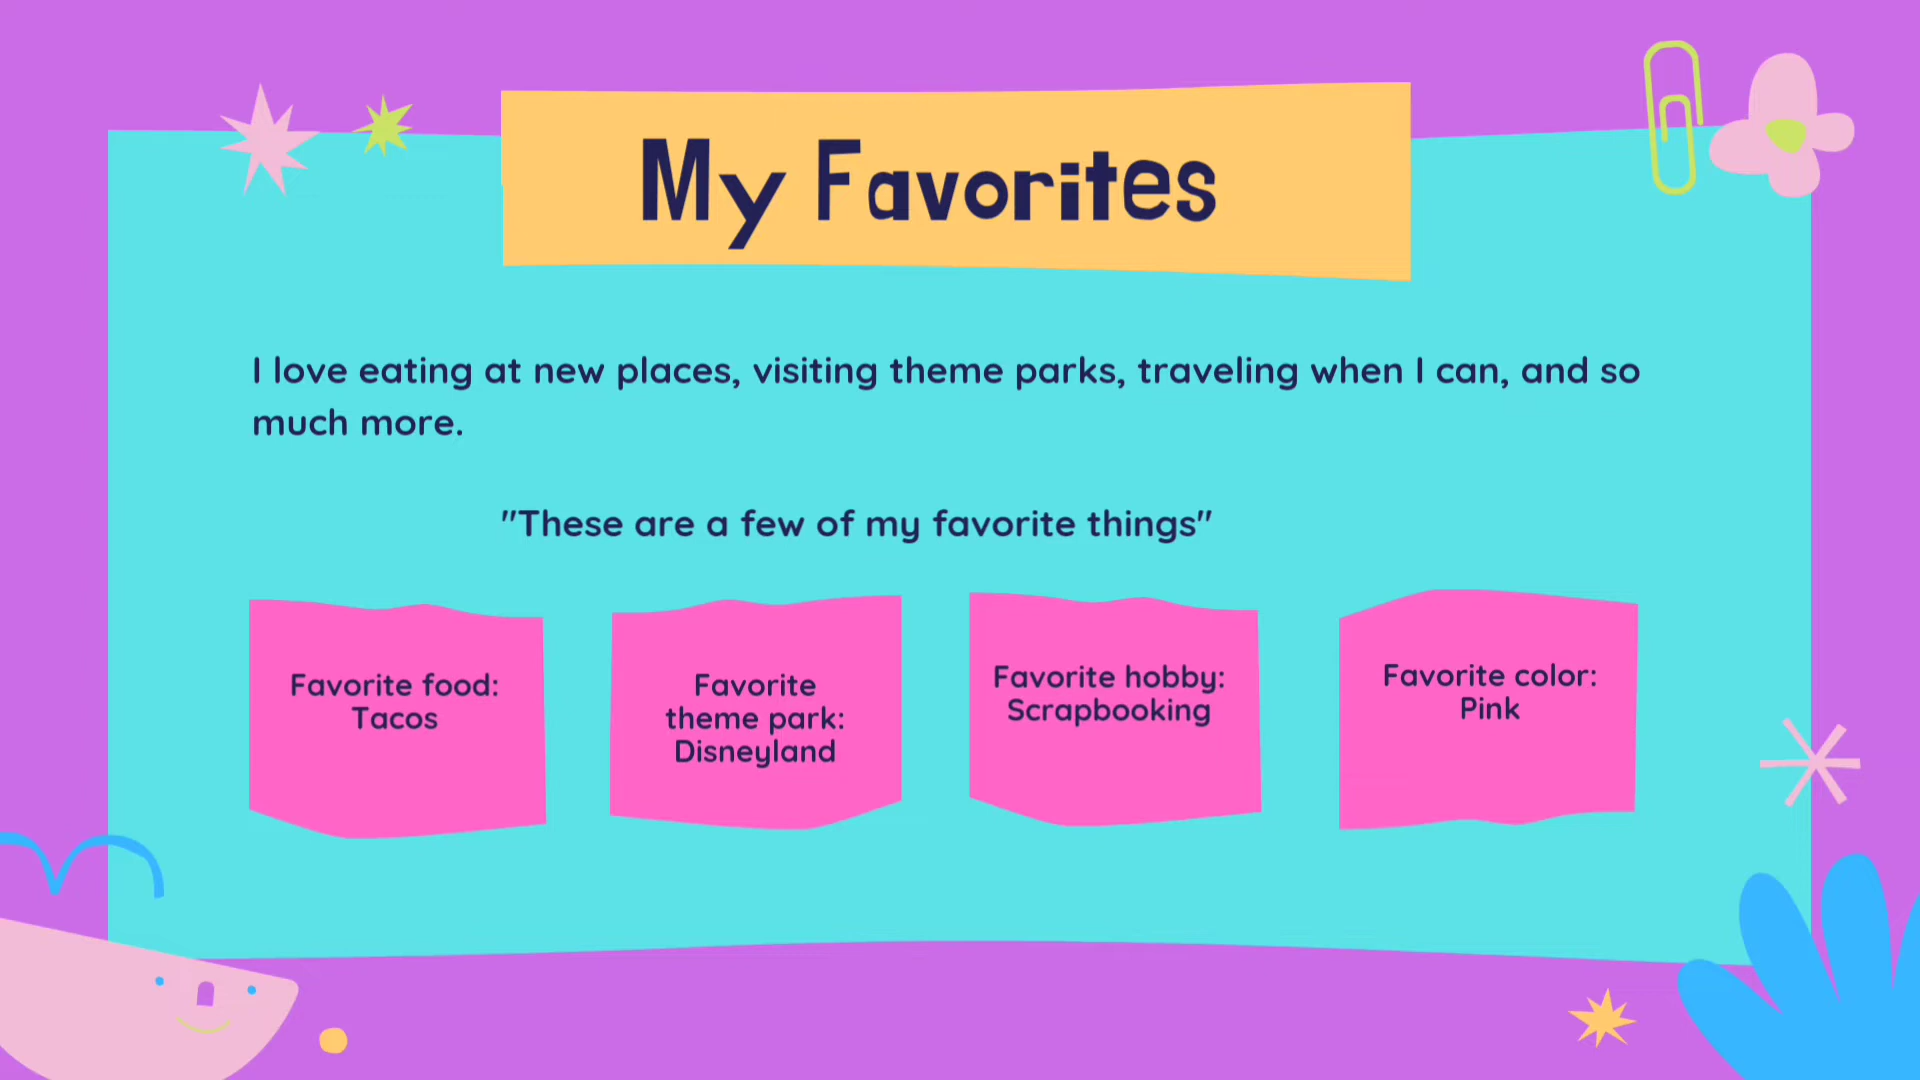 My Favorites
I love eating at new places, visiting theme parks, traveling when I can, and so
much more.
"These are a few of my favorite things"
Favorite food:
Tacos
Favorite
theme park:
Disneyland
Favorite hobby:
Scrapbooking
Favorite color:
Pink